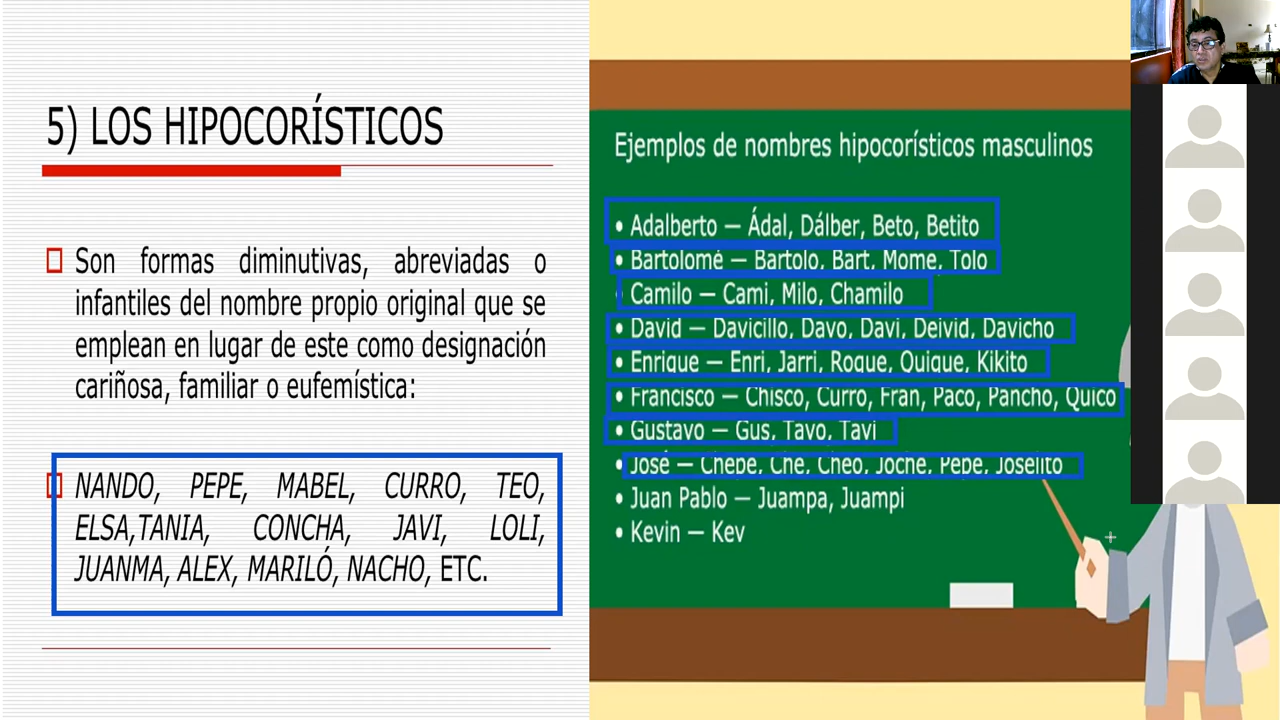 5) LOS HIPOCORÍSTICOS
Son formas diminutivas, abreviadas o
infantiles del nombre propio original que se
emplean en lugar de este como designación
cariñosa, familiar o eufemística:
NANDO, PEPE, MABEL, CURRO, TEO,
ELSA,TANIA, CONCHA, JAVI, LOLI,
JUANMA, ALEX, MARILÓ, NACHO, ETC.
Ejemplos de nombres hipocorísticos masculinos
• Adalberto — Ádal, Dálber, Beto, Betito
• Bartolomé — Bartolo, Bart, Mome, Tolo
• Camilo — Cami, Milo, Chamilo
• David — Davicillo, Davo, Davi, Deivid, Davicho
• Enrique — Enri, Jarri, Roque, Quique, Kikito
• Francisco — Chisco, Curro, Fran, Paco, Pancho, Quico
• Gustavo — Gus, Tavo, Tavi
• José — Chepe, Che, Cheo, Joche, Pepe, Joselito
• Juan Pablo — Juampa, Juampi
• Kevin — Kev